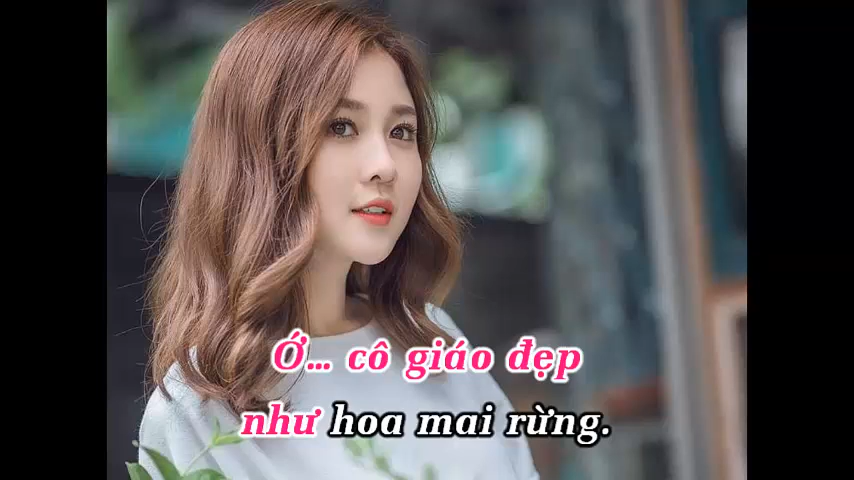 Ớ... cô giáo đẹp
như hoa mai rừng.